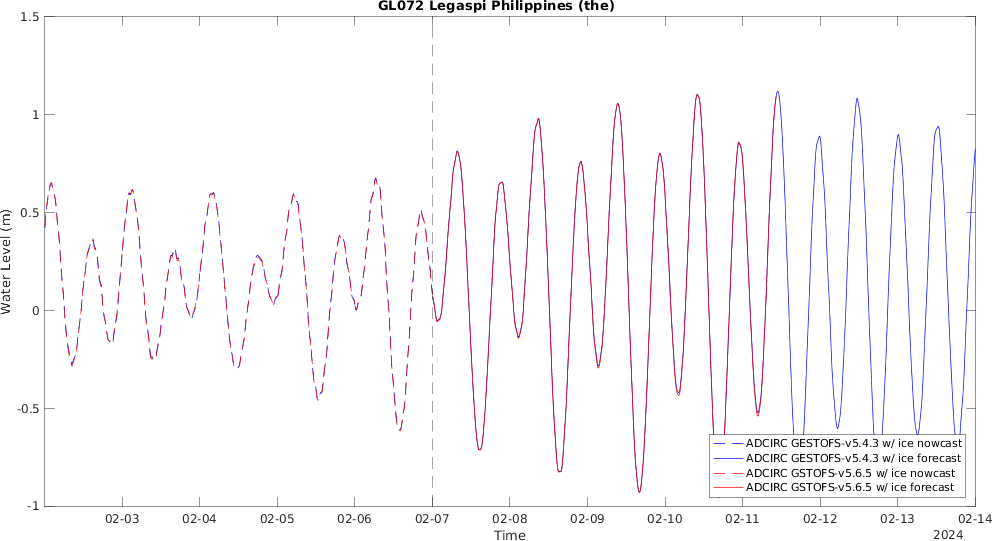 GL072 Legaspi Philippines (the)
1.5
1
0.5
0
-0.5
-1
Water Level (m)
ADCIRC GESTOFS-v5.4.3 w/ ice nowcast
ADCIRC GESTOFS-v5.4.3 w/ ice forecast
ADCIRC GSTOFS-v5.6.5 w/ ice nowcast
ADCIRC GSTOFS-v5.6.5 w/ ice forecast
02-03 02-04 02-05 02-06 02-07 02-08 02-09 02-10 02-11 02-12 02-13 02-14
Time
2024